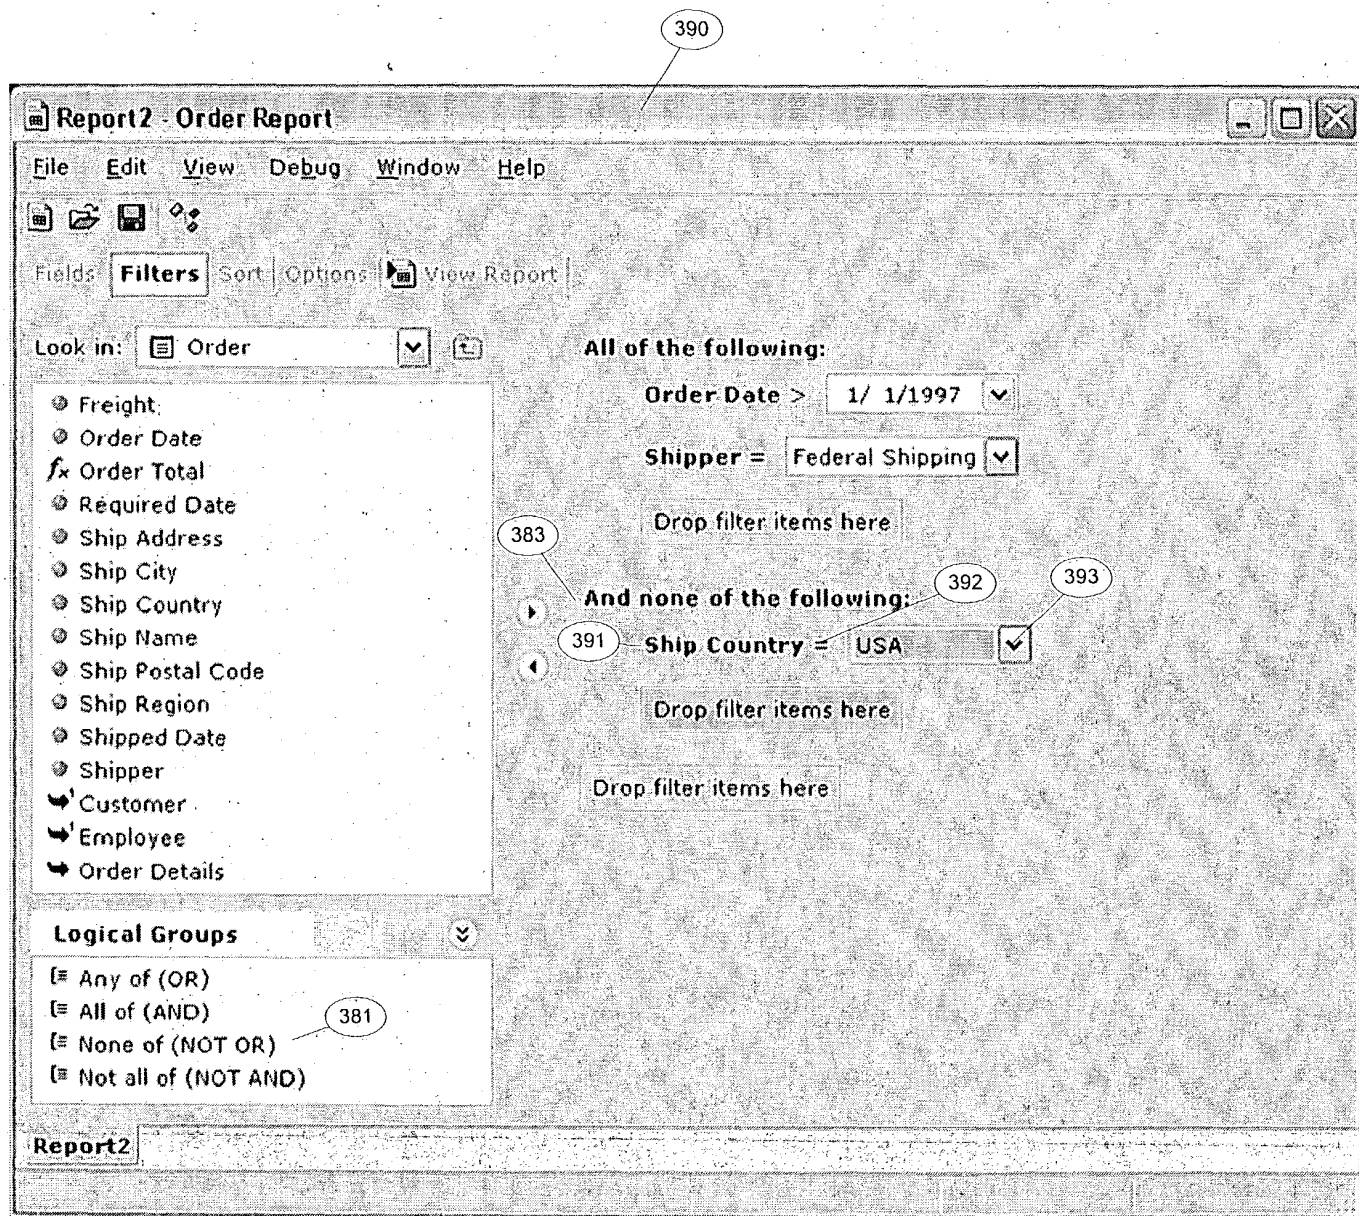 390
Report2 - Order Report
File Edit View Debug Window Help
Fields Filters Sort Options View Report
Look in: Order
Freight
Order Date
fx Order Total
Required Date
Ship Address
Ship City
Ship Country
Ship Name
Ship Postal Code
Ship Region
Shipped Date
Shipper
Customer
Employee
Order Details
Logical Groups
Any of (OR)
All of (AND)
None of (NOT OR)
Not all of (NOT AND)
381
All of the following:
Order Date > 1/ 1/1997
Shipper = Federal Shipping
Drop filter items here
383
And none of the following:
392
393
391
Ship Country = USA
Drop filter items here
Drop filter items here
Report2